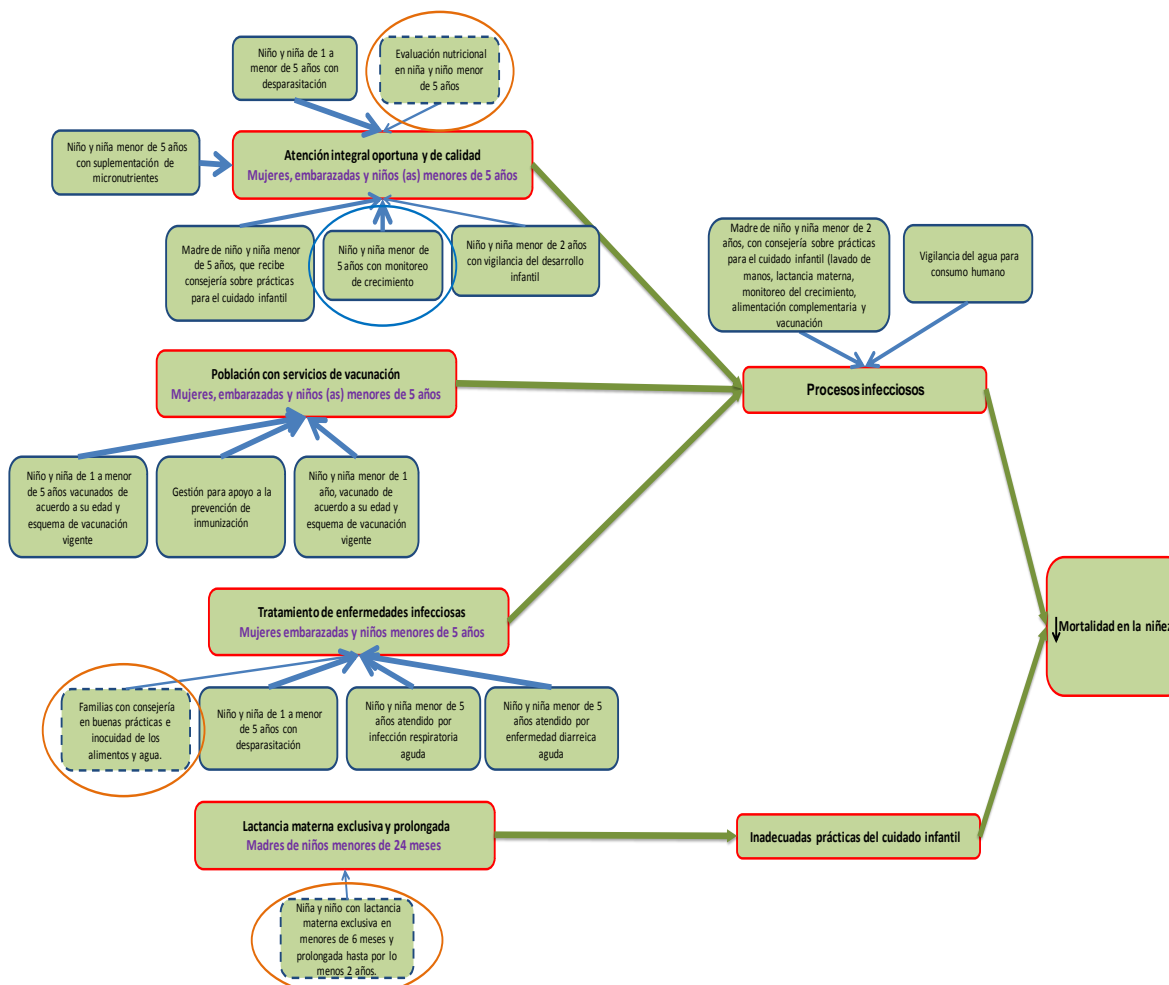 Niño y niña de 1 a
menor de 5 años con
desparasitación
Evaluación nutricional
en niña y niño menor
de 5 años
Niño y niña menor de 5 años
con suplementación de
micronutrientes
Atención integral oportuna y de calidad
Mujeres, embarazadas y niños (as) menores de 5 años
Madre de niño y niña menor
de 5 años, que recibe
consejería sobre prácticas
para el cuidado infantil
Niño y niña menor de
5 años con monitoreo
de crecimiento
Niño y niña menor de 2 años
con vigilancia del desarrollo
infantil
Madre de niño y niña menor de 2
años, con consejería sobre prácticas
para el cuidado infantil (lavado de
manos, lactancia materna,
monitoreo del crecimiento,
alimentación complementaria y
vacunación
Vigilancia del agua para
consumo humano
Población con servicios de vacunación
Mujeres, embarazadas y niños (as) menores de 5 años
Procesos infecciosos
Niño y niña de 1 a menor
de 5 años vacunados de
acuerdo a su edad y
esquema de vacunación
vigente
Gestión para apoyo a la
prevención de
inmunización
Niño y niña menor de 1
año, vacunado de
acuerdo a su edad y
esquema de vacunación
vigente
Tratamiento de enfermedades infecciosas
Mujeres embarazadas y niños menores de 5 años
Mortalidad en la niñez
Familias con consejería
en buenas prácticas e
inocuidad de los
alimentos y agua.
Niño y niña de 1 a menor
de 5 años con
desparasitación
Niño y niña menor de 5
años atendido por
infección respiratoria
aguda
Niño y niña menor de 5
años atendido por
enfermedad diarreica
aguda
Lactancia materna exclusiva y prolongada
Madres de niños menores de 24 meses
Inadecuadas prácticas del cuidado infantil
Niña y niño con lactancia
materna exclusiva en
menores de 6 meses y
prolongada hasta por lo
menos 2 años.